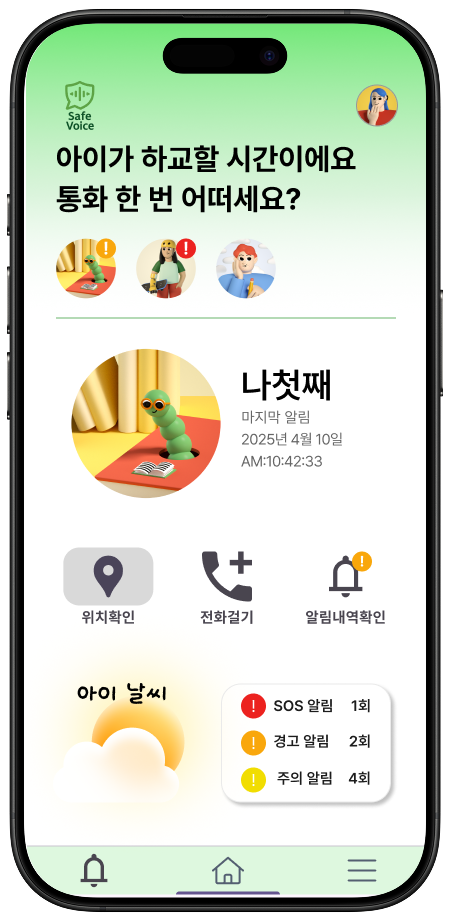 Safe
Voice
아이가 하교할 시간이에요
통화 한 번 어떠세요?
!
!
나첫째
마지막 알림
2025년 4월 10일
AM:10:42:33
!
위치확인
전화걸기
알림내역확인
아이 날씨
! SOS 알림 1회
! 경고 알림 2회
! 주의 알림 4회